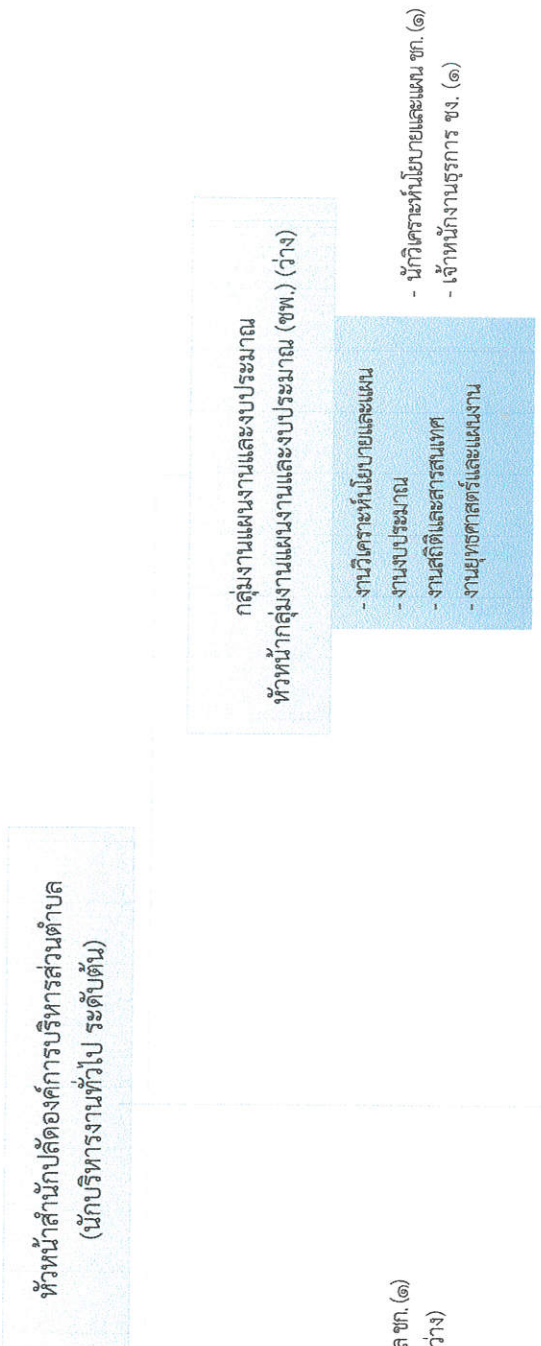 หัวหน้าสำนักปลัดองค์การบริหารส่วนตำบล
(นักบริหารงานทั่วไป ระดับต้น)
กลุ่มงานแผนงานและงบประมาณ
หัวหน้ากลุ่มงานแผนงานและงบประมาณ (ชพ.) (ว่าง)
- งานวิเคราะห์นโยบายและแผน
- งานงบประมาณ
- งานสถิติและสารสนเทศ
- งานยุทธศาสตร์และแผนงาน
- นักวิเคราะห์นโยบายและแผน ชก. (๑)
- เจ้าพนักงานธุรการ ชง. (๑)
ล ชก. (๑)
ว่าง)